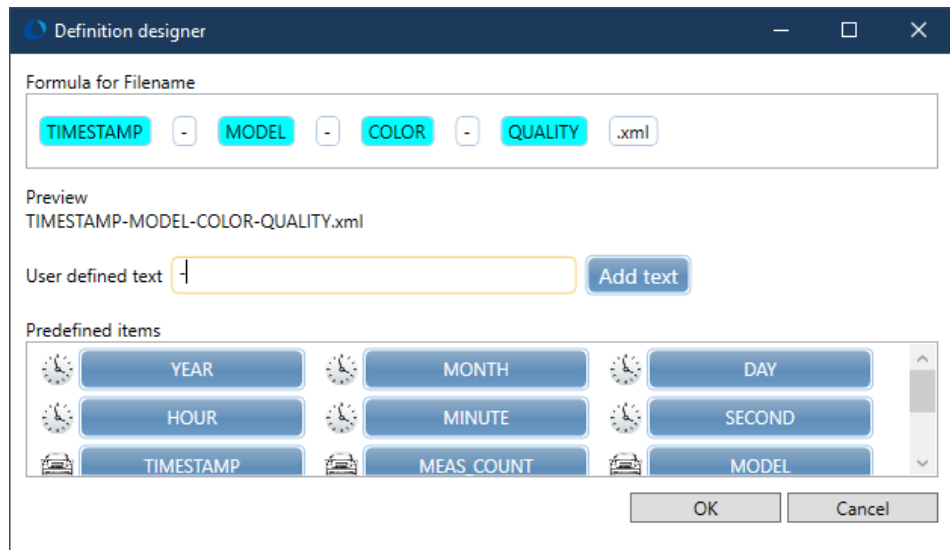 Definition designer
Formula for Filename
TIMESTAMP - MODEL - COLOR - QUALITY .xml
Preview
TIMESTAMP-MODEL-COLOR-QUALITY.xml
User defined text - Add text
Predefined items
YEAR MONTH DAY
HOUR MINUTE SECOND
TIMESTAMP MEAS_COUNT MODEL
OK Cancel